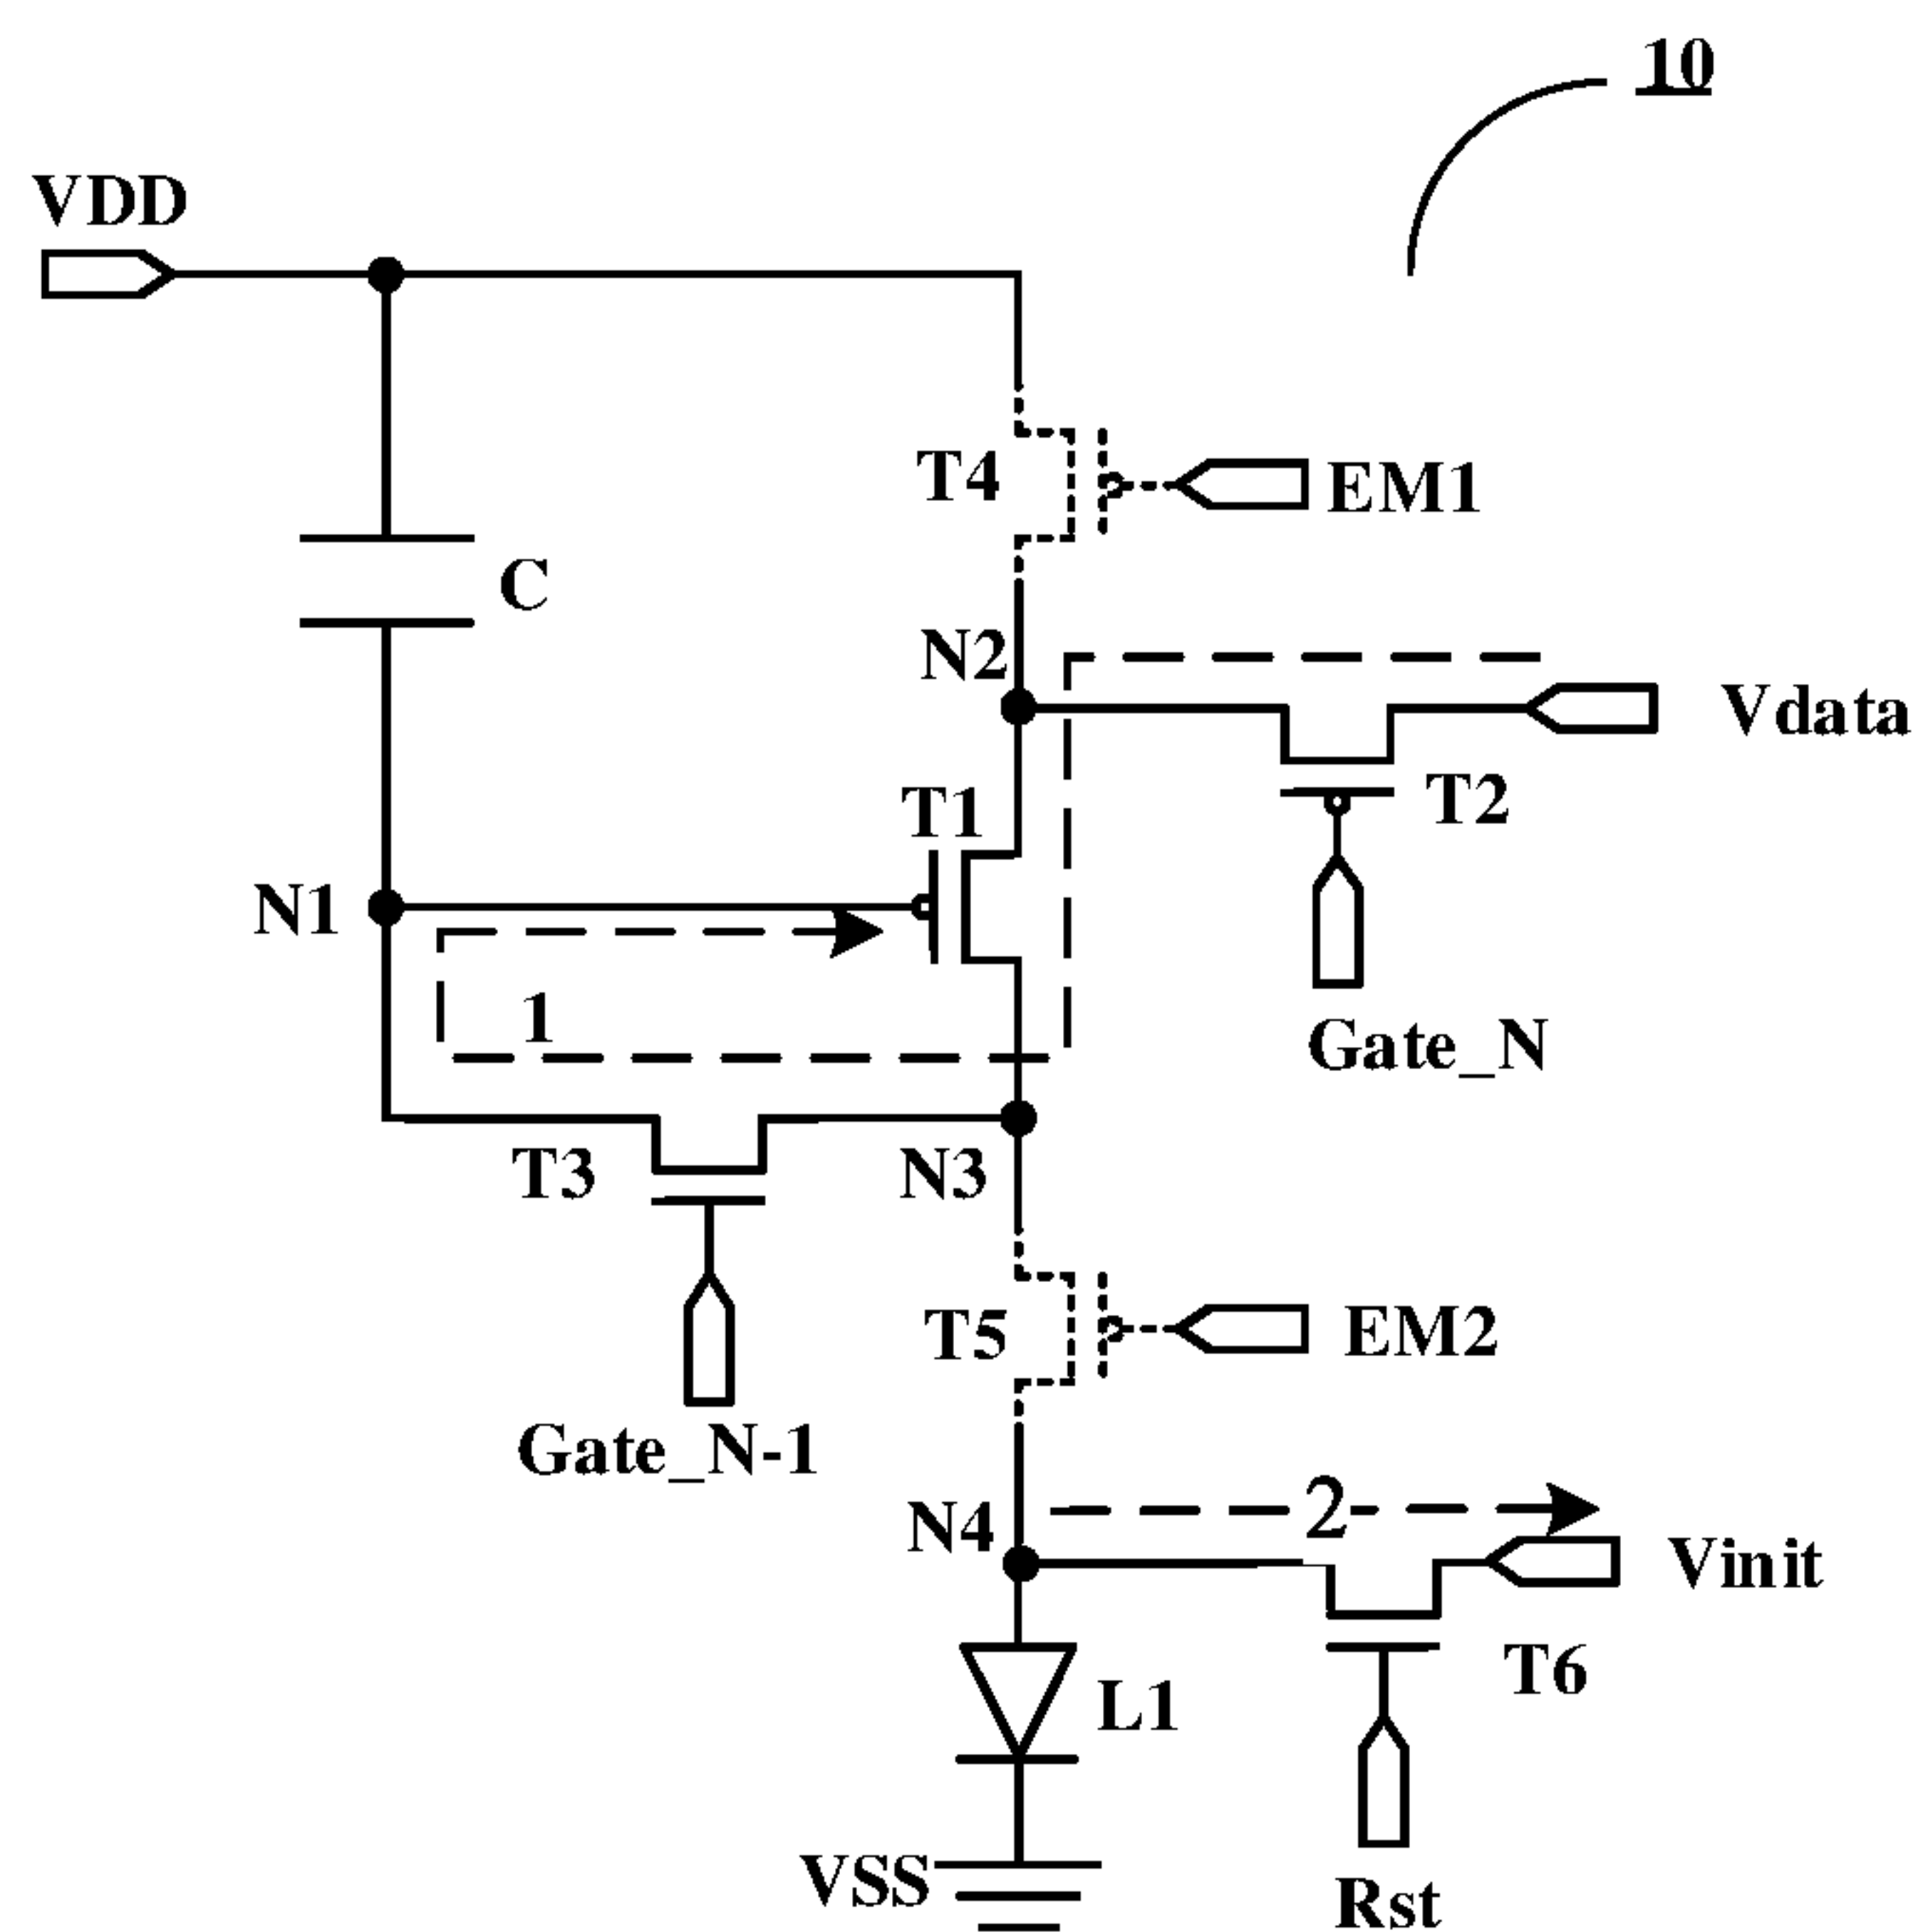 10
VDD
T4
EM1
C
N2
Vdata
T1
T2
N1
1
Gate_N
T3
N3
T5
EM2
Gate_N-1
N4
2
Vinit
T6
L1
VSS
Rst